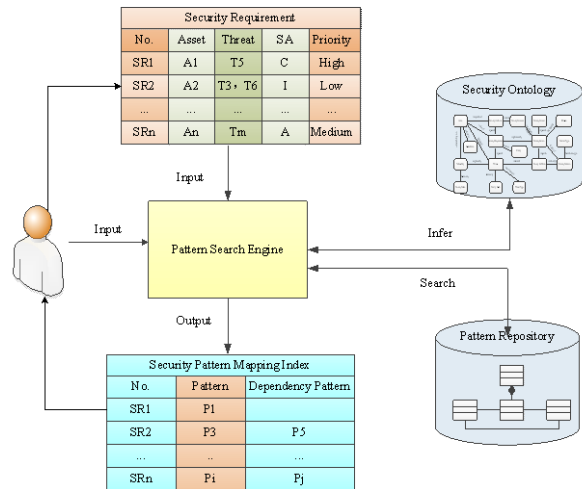 Security Requirement
No. Asset Threat SA Priority
SR1 A1 T5 C High
SR2 A2 T3，T6 I Low
... ... ... ...
SRn An Tm A Medium
Security Ontology
Input
Input
Pattern Search Engine
Infer
Search
Output
Pattern Repository
Security Pattern Mapping Index
No. Pattern Dependency Pattern
SR1 P1
SR2 P3 P5
... .. ...
SRn Pi Pj